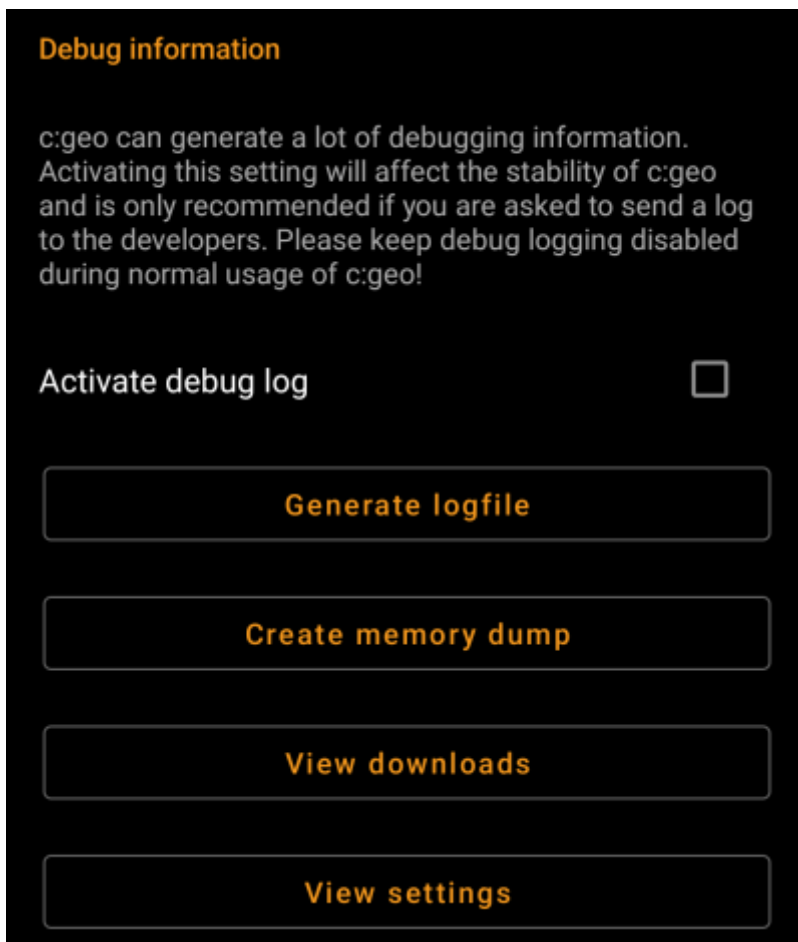 Debug information
c:geo can generate a lot of debugging information.
Activating this setting will affect the stability of c:geo
and is only recommended if you are asked to send a log
to the developers. Please keep debug logging disabled
during normal usage of c:geo!
Activate debug log
Generate logfile
Create memory dump
View downloads
View settings